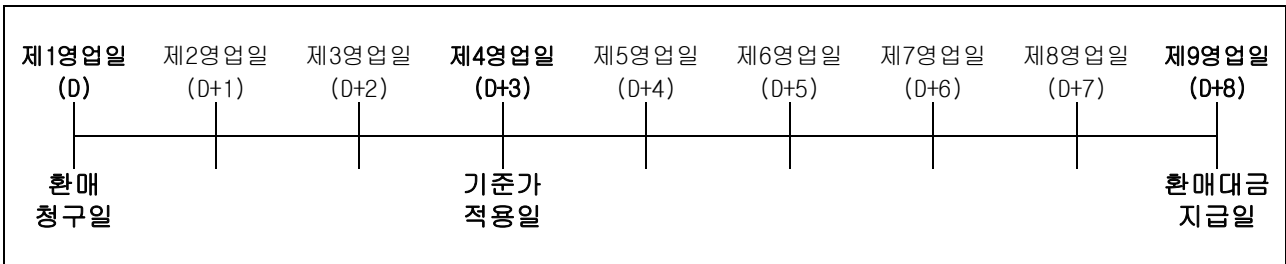 제1영업일 제2영업일 제3영업일 제4영업일 제5영업일 제6영업일 제7영업일 제8영업일 제9영업일
(D) (D+1) (D+2) (D+3) (D+4) (D+5) (D+6) (D+7) (D+8)
환매 기준가 환매대금
청구일 적용일 지급일